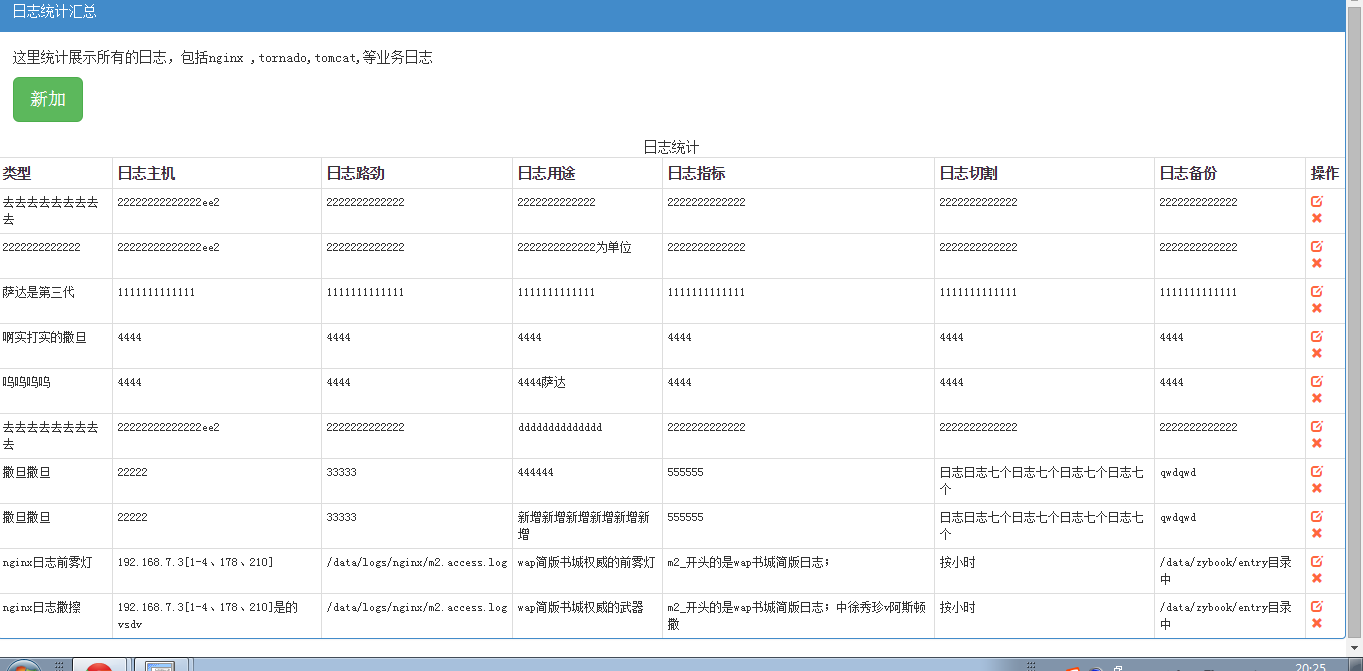 日志统计汇总
这里统计展示所有的日志，包括nginx ,tornado,tomcat,等业务日志
新加
日志统计
类型 日志主机 日志路劲 日志用途 日志指标 日志切割 日志备份 操作
去去去去去去去去 22222222222222ee2 2222222222222 2222222222222 2222222222222 2222222222222 2222222222222
去
2222222222222 22222222222222ee2 2222222222222 2222222222222为单位 2222222222222 2222222222222 2222222222222
萨达是第三代 1111111111111 1111111111111 1111111111111 1111111111111 1111111111111 1111111111111
啊实打实的撒旦 4444 4444 4444 4444 4444 4444
呜呜呜呜 4444 4444 4444萨达 4444 4444 4444
去去去去去去去去 22222222222222ee2 2222222222222 dddddddddddddd 2222222222222 2222222222222 2222222222222
去
撒旦撒旦 22222 33333 444444 555555 日志日志七个日志七个日志七个日志七 qwdqwd
个
撒旦撒旦 22222 33333 新增新增新增新增新增新 555555 日志日志七个日志七个日志七个日志七 qwdqwd
增 个
nginx日志前雾灯 192.168.7.3[1-4、178、210] /data/logs/nginx/m2.access.log wap简版书城权威的前雾灯 m2_开头的是wap书城简版日志； 按小时 /data/zybook/entry目录
中
nginx日志撒擦 192.168.7.3[1-4、178、210]是的 /data/logs/nginx/m2.access.log wap简版书城权威的武器 m2_开头的是wap书城简版日志；中徐秀珍v阿斯顿 按小时 /data/zybook/entry目录
vsdv 撒 中
20:25